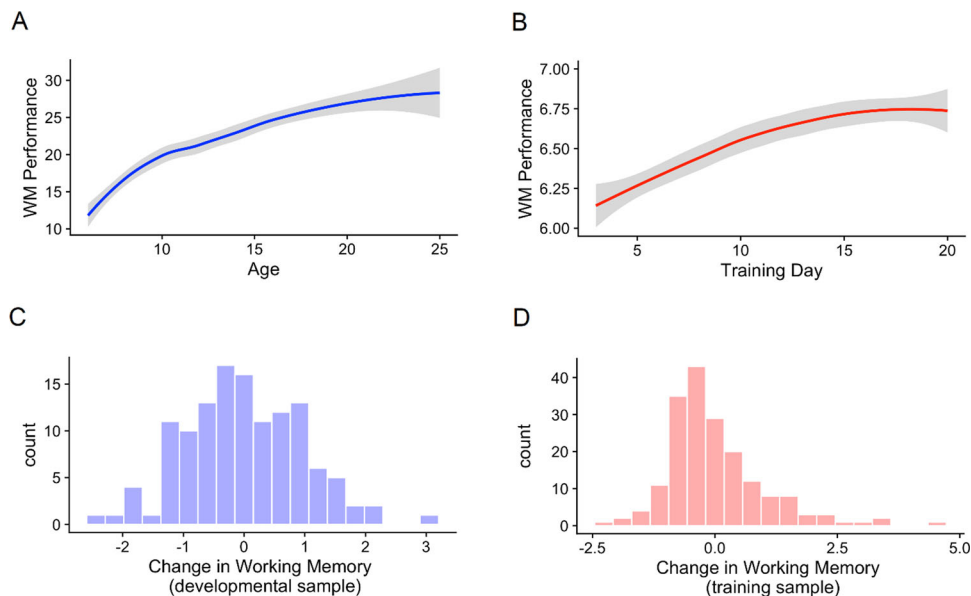 A
WM Performance
30
25
20
15
10
10
15
20
25
Age
B
WM Performance
7.00
6.75
6.50
6.25
6.00
5
10
15
20
Training Day
C
count
15
10
5
0
-2
-1
0
1
2
3
Change in Working Memory
(developmental sample)
D
count
40
30
20
10
0
-2.5
0.0
2.5
5.0
Change in Working Memory
(training sample)